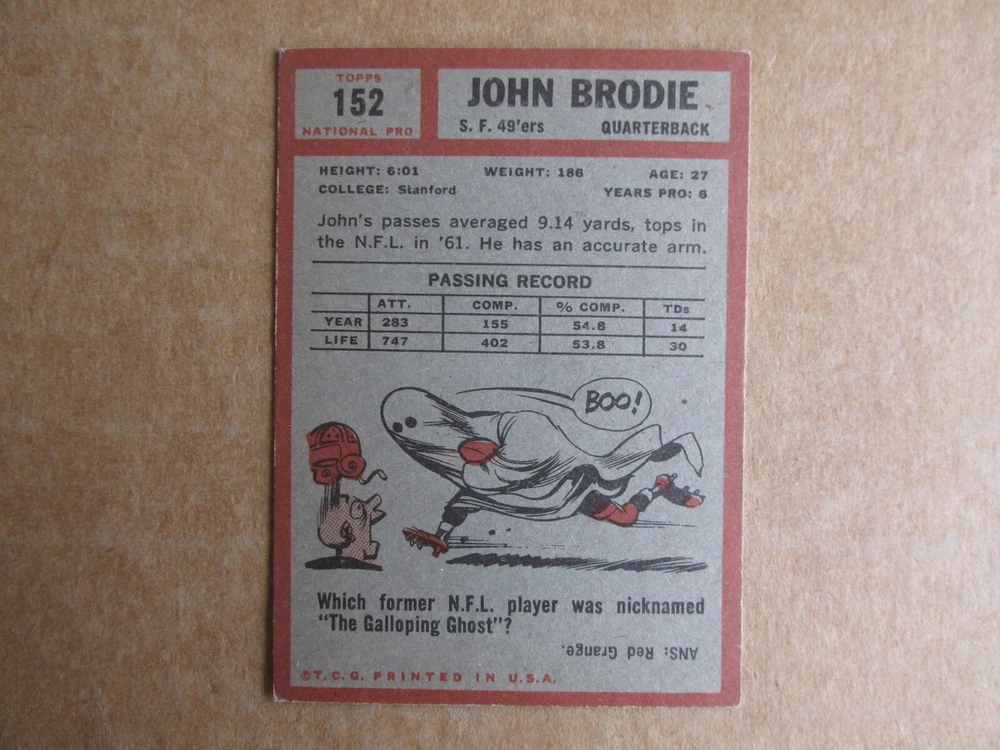 TOPPS
152
NATIONAL PRO
JOHN BRODIE
S. F. 49'ers QUARTERBACK
HEIGHT: 6:01 WEIGHT: 186 AGE: 27
COLLEGE: Stanford YEARS PRO: 6
John's passes averaged 9.14 yards, tops in
the N.F.L. in '61. He has an accurate arm.
PASSING RECORD
ATT. COMP. % COMP. TDs
YEAR 283 155 54.8 14
LIFE 747 402 53.8 30
BOO!
Which former N.F.L. player was nicknamed
"The Galloping Ghost"?
ANS: Red Grange.
©T.C.G. PRINTED IN U.S.A.